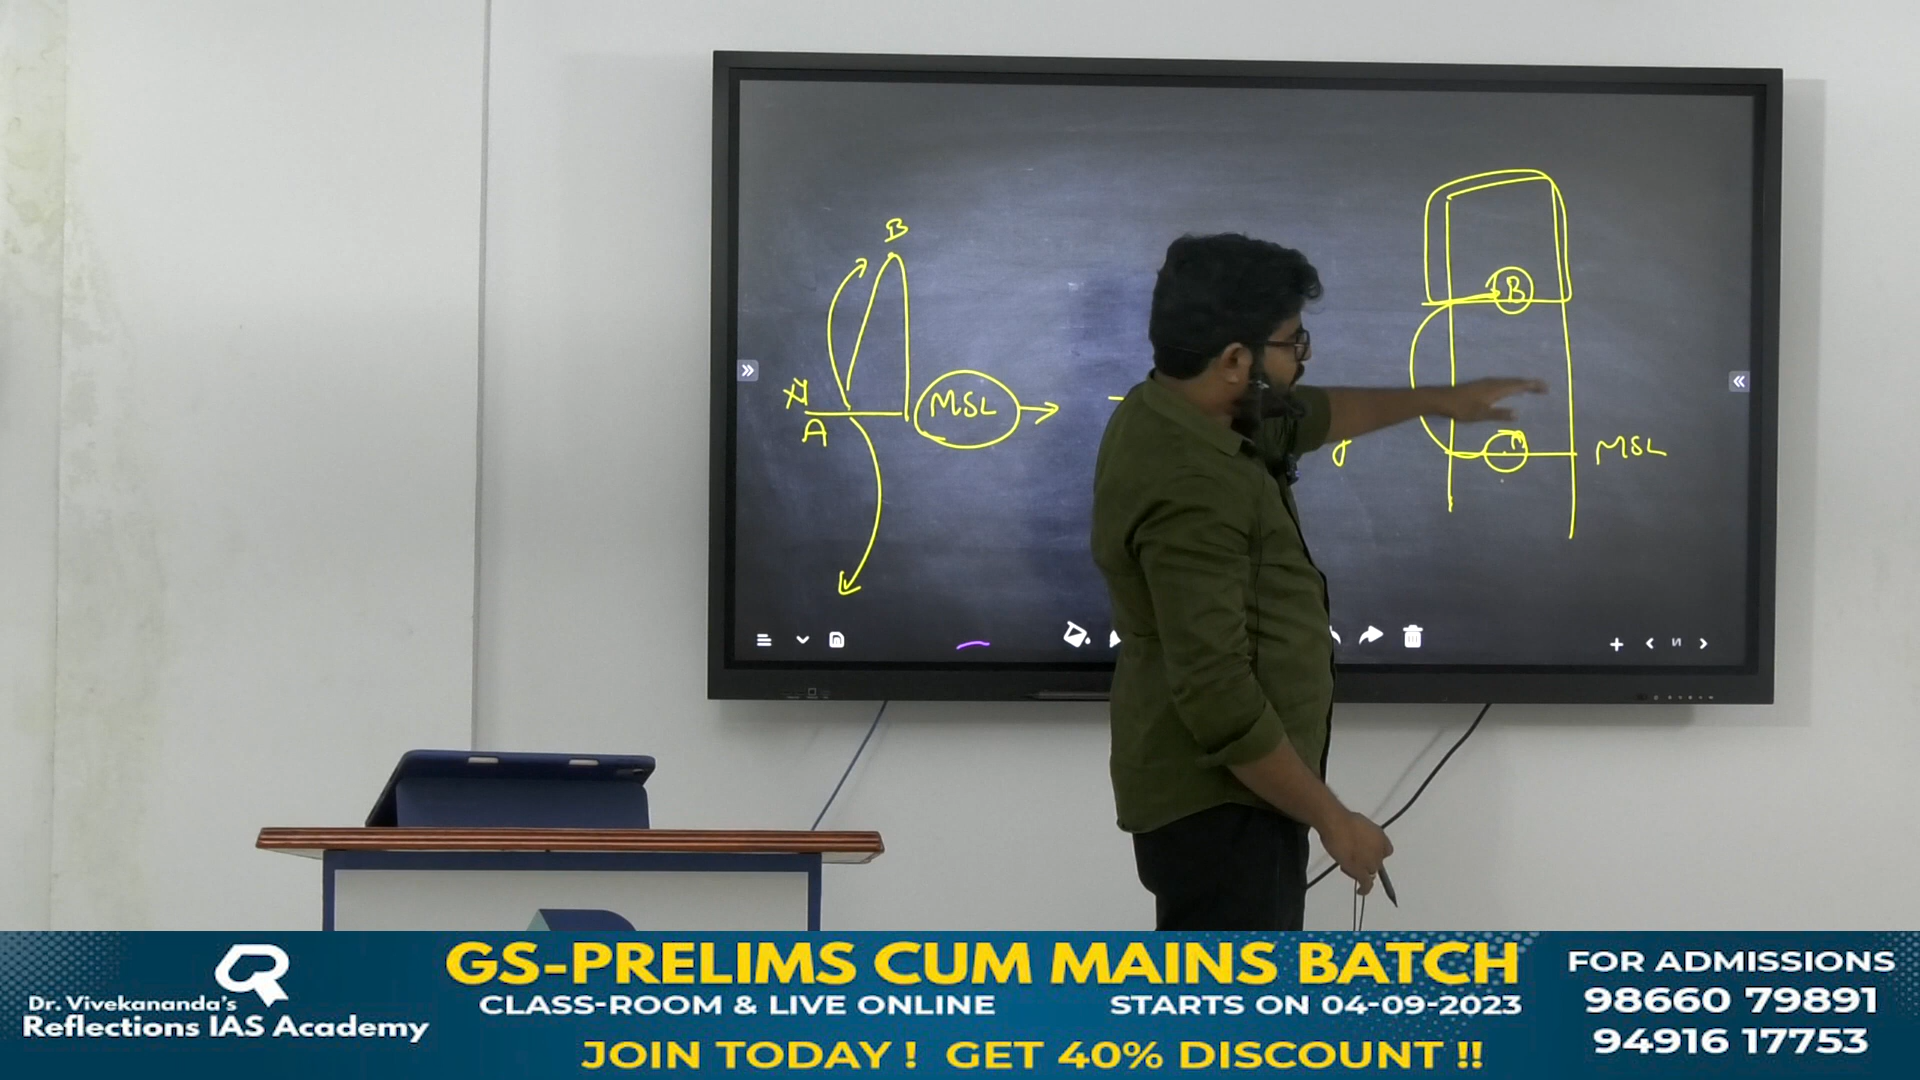 B
A
MSL
B
MSL
Dr. Vivekananda's
Reflections IAS Academy
GS-PRELIMS CUM MAINS BATCH
CLASS-ROOM & LIVE ONLINE STARTS ON 04-09-2023
JOIN TODAY ! GET 40% DISCOUNT !!
FOR ADMISSIONS
98660 79891
94916 17753